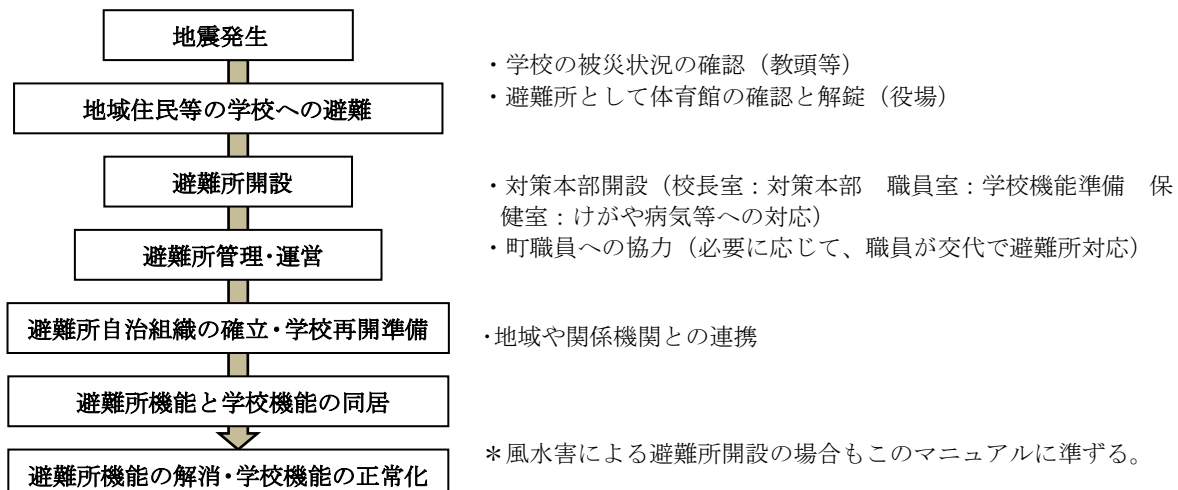 地震発生
・学校の被災状況の確認（教頭等）
地域住民等の学校への避難
・避難所として体育館の確認と解錠（役場）
避難所開設
・対策本部開設（校長室：対策本部　職員室：学校機能準備　保
健室：けがや病気等への対応）
避難所管理･運営
・町職員への協力（必要に応じて、職員が交代で避難所対応）
避難所自治組織の確立･学校再開準備
･地域や関係機関との連携
避難所機能と学校機能の同居
避難所機能の解消･学校機能の正常化
＊風水害による避難所開設の場合もこのマニュアルに準ずる。